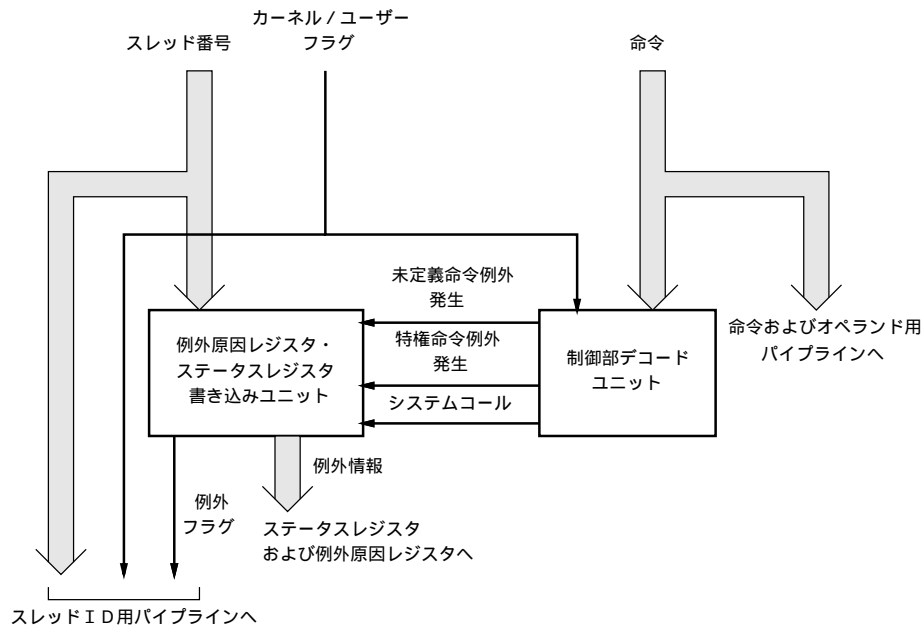 カーネル / ユーザー
フラグ
スレッド番号
命令
未定義命令例外
発生
特権命令例外
発生
システムコール
例外原因レジスタ・
ステータスレジスタ
書き込みユニット
制御部デコード
ユニット
命令およびオペランド用
パイプラインへ
例外情報
例外
フラグ
ステータスレジスタ
および例外原因レジスタへ
スレッドＩＤ用パイプラインへ